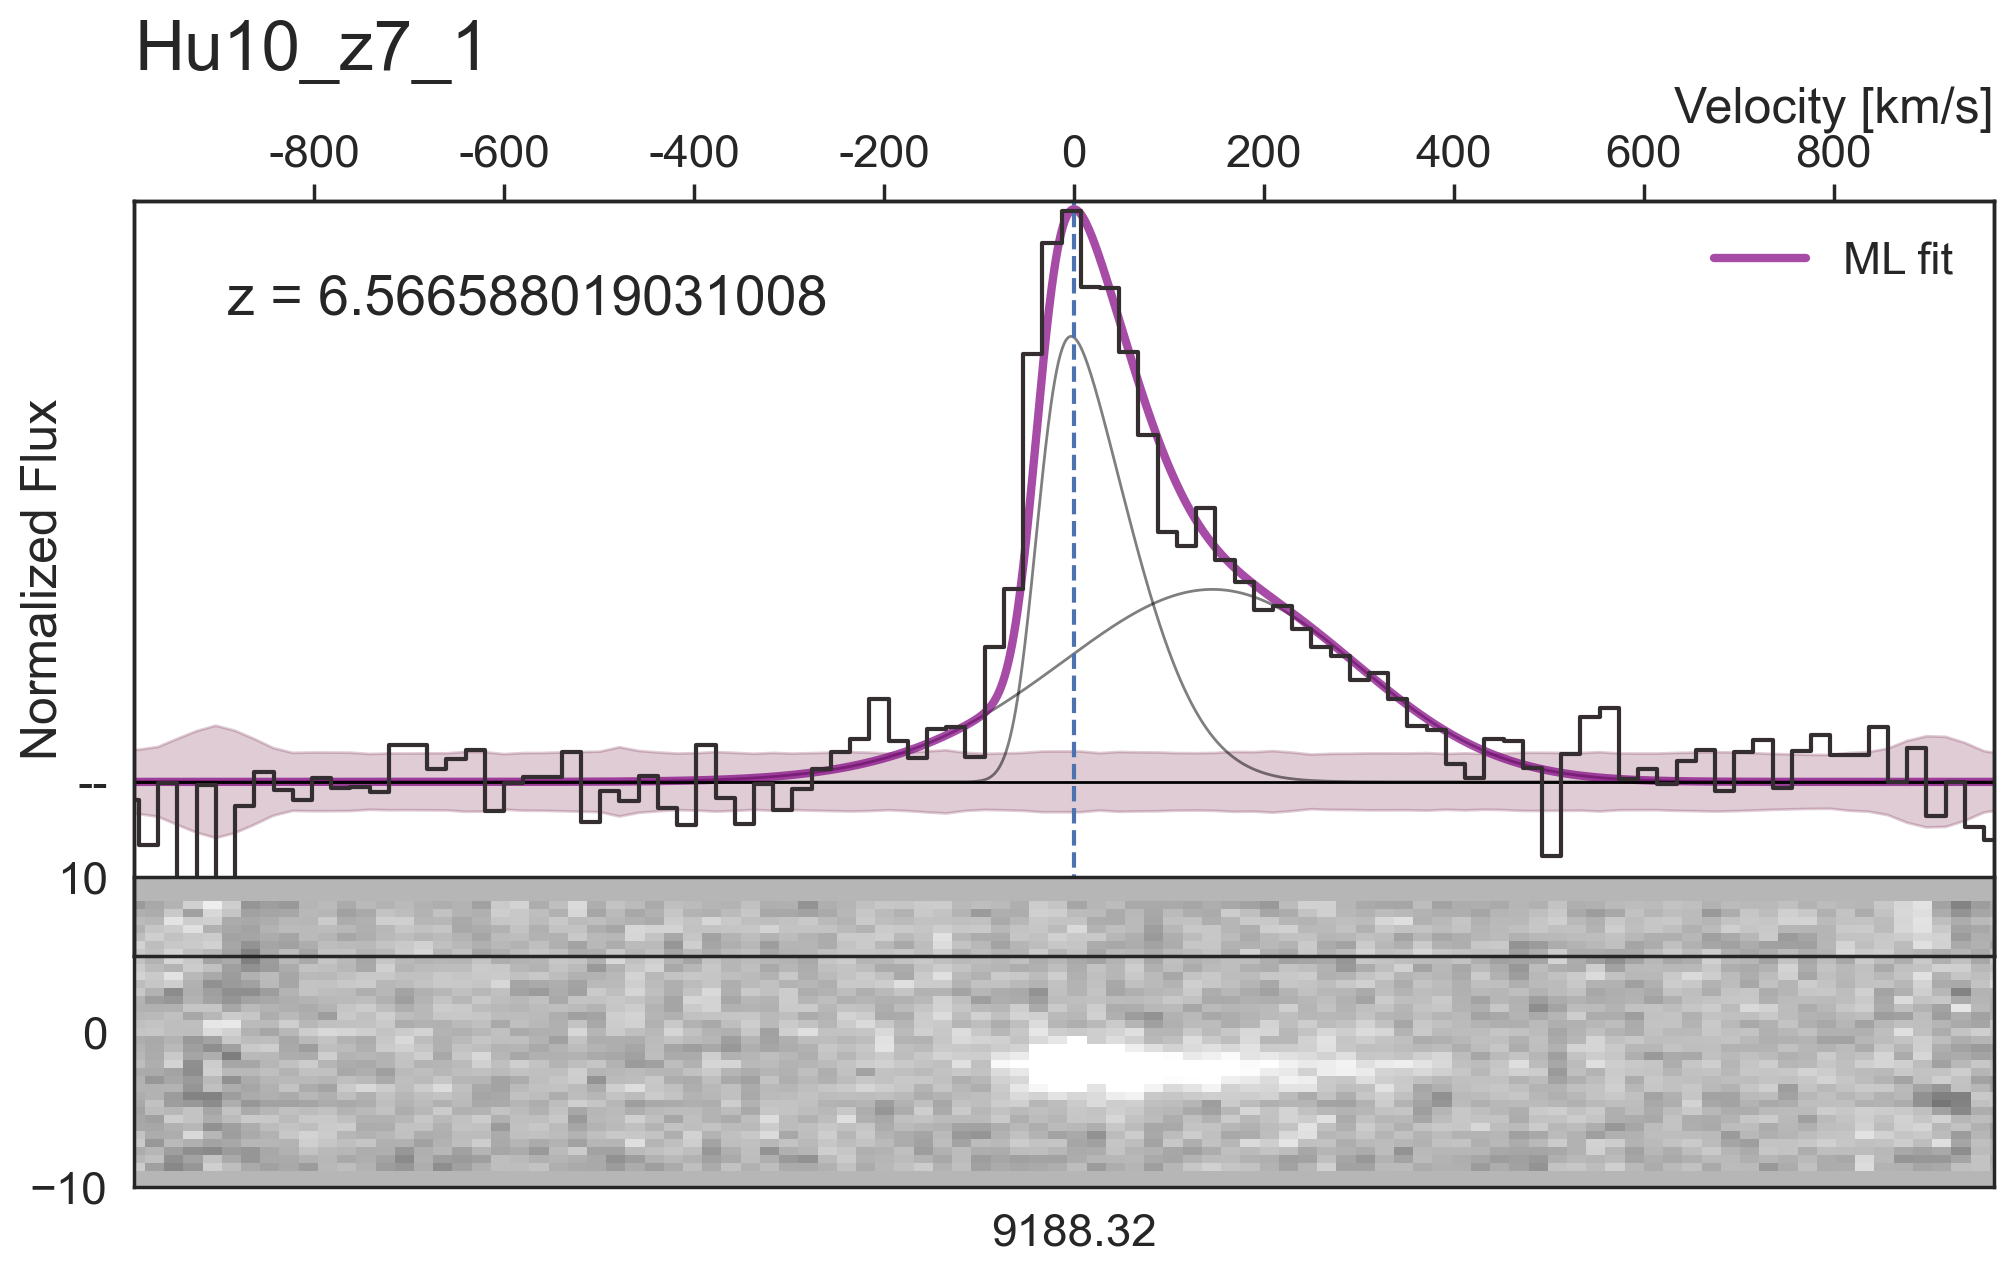 Hu10_z7_1
Velocity [km/s]
-800 -600 -400 -200 0 200 400 600 800
ML fit
z = 6.566588019031008
Normalized Flux
--
10
0
−10
9188.32